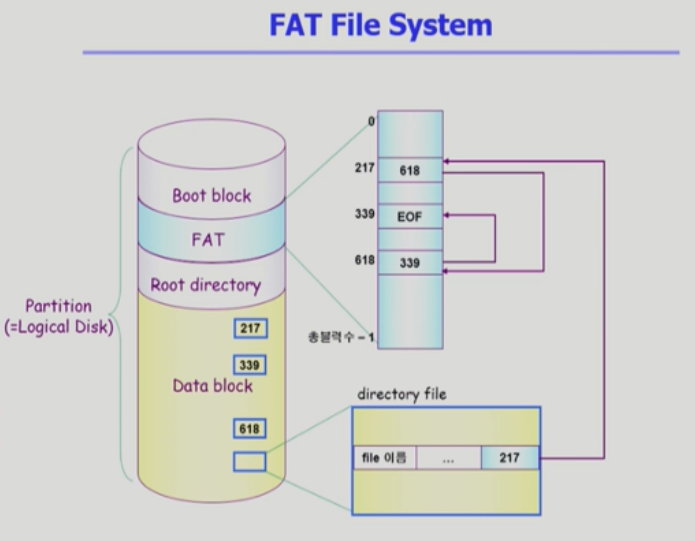 FAT File System
Boot block
FAT
Root directory
Partition
(=Logical Disk)
217
339
Data block
618
0
217
618
339
EOF
618
339
총블럭수 – 1
directory file
file 이름
...
217